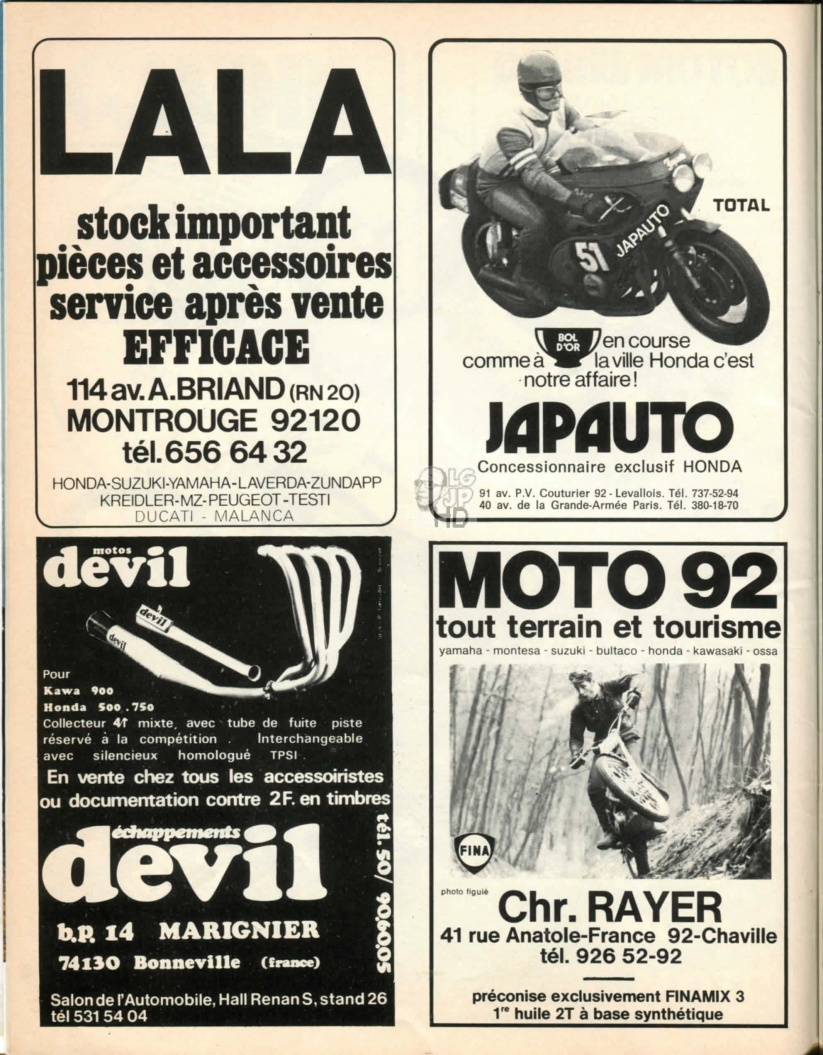 LALA
stock important
pièces et accessoires
service après vente
EFFICACE
114 av. A. BRIAND (RN 20)
MONTROUGE 92120
tél. 656 64 32
HONDA-SUZUKI-YAMAHA-LAVERDA-ZUNDAPP
KREIDLER-MZ-PEUGEOT-TESTI
DUCATI - MALANCA
51
JAPAUTO
TOTAL
BOL
D'OR
en course
comme à la ville Honda c'est
notre affaire!
JAPAUTO
Concessionnaire exclusif HONDA
91 av. P.V. Couturier 92 - Levallois. Tél. 737-52-94
40 av. de la Grande-Armée Paris. Tél. 380-18-70
LG
JP
HD
motos
devil
devil
devil
Pour
Kawa 900
Honda 500.750
Collecteur 4/1 mixte, avec tube de fuite piste
réservé à la compétition . Interchangeable
avec silencieux homologué TPSI.
En vente chez tous les accessoiristes
ou documentation contre 2F. en timbres
échappements
devil
tél. 50/ 90.60.05
b.p. 14 MARIGNIER
74130 Bonneville (france)
Salon de l'Automobile, Hall Renan S, stand 26
tél 531 54 04
MOTO 92
tout terrain et tourisme
yamaha - montesa - suzuki - bultaco - honda - kawasaki - ossa
FINA
photo figuié
Chr. RAYER
41 rue Anatole-France 92-Chaville
tél. 926 52-92
préconise exclusivement FINAMIX 3
1re huile 2T à base synthétique